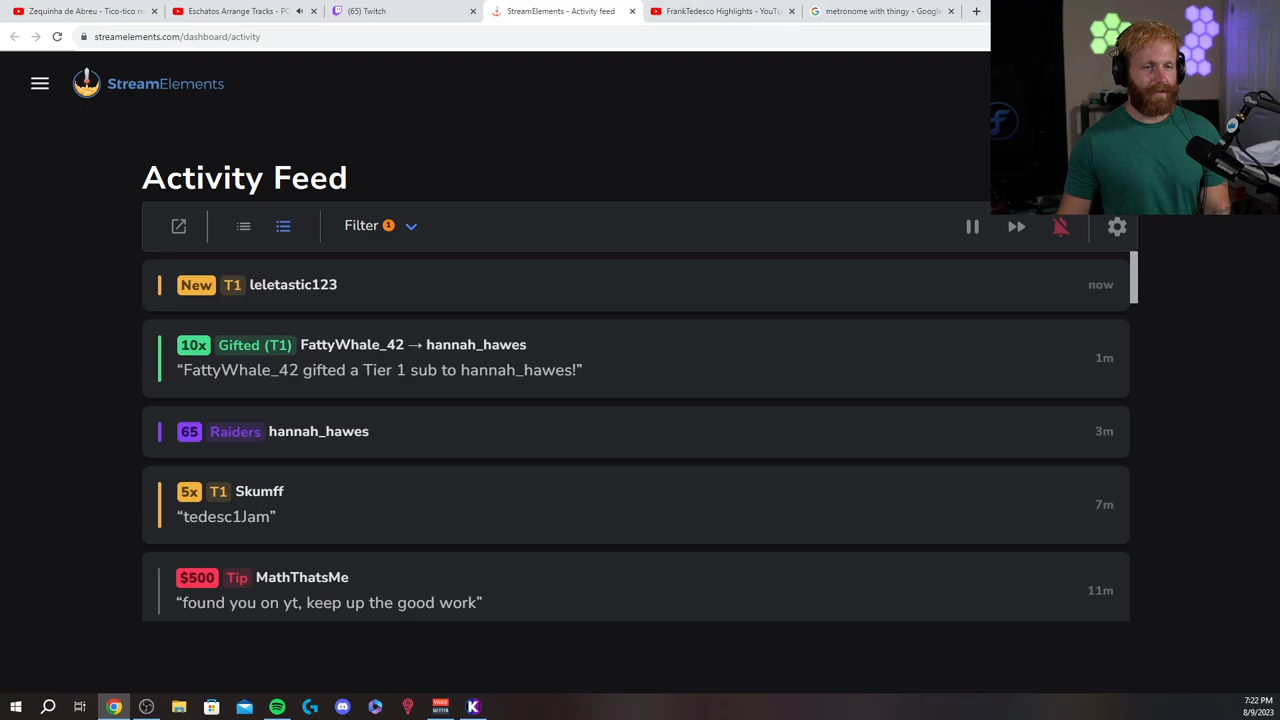 Zequinha de Abreu - Tico-tico n
Eschatos Arrange Tracks - PC
(65) Twitch
StreamElements - Activity feed
FrankTedesco Highlights - YouTu
metronome with thingy - Google
streamelements.com/dashboard/activity
StreamElements
Activity Feed
Filter 1
New T1 leletastic123 now
10x Gifted (T1) FattyWhale_42 → hannah_hawes
“FattyWhale_42 gifted a Tier 1 sub to hannah_hawes!”
1m
65 Raiders hannah_hawes 3m
5x T1 Skumff
“tedesc1Jam”
7m
$500 Tip MathThatsMe
“found you on yt, keep up the good work”
11m
7:22 PM
8/9/2023